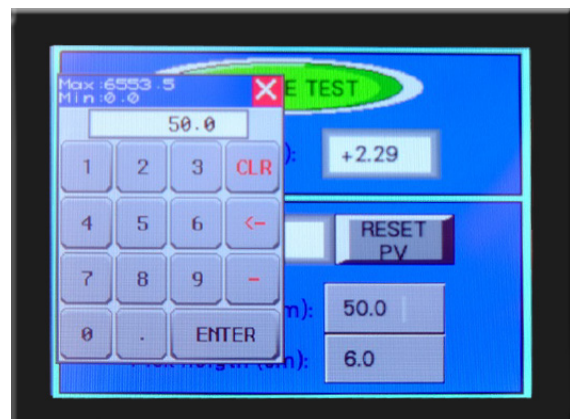 Max:6553.5
Min:0.0
50.0
1 2 3 CLR
4 5 6 <-
7 8 9 -
0 . ENTER
E TEST
): +2.29
RESET
PV
m): 50.0
m): 6.0